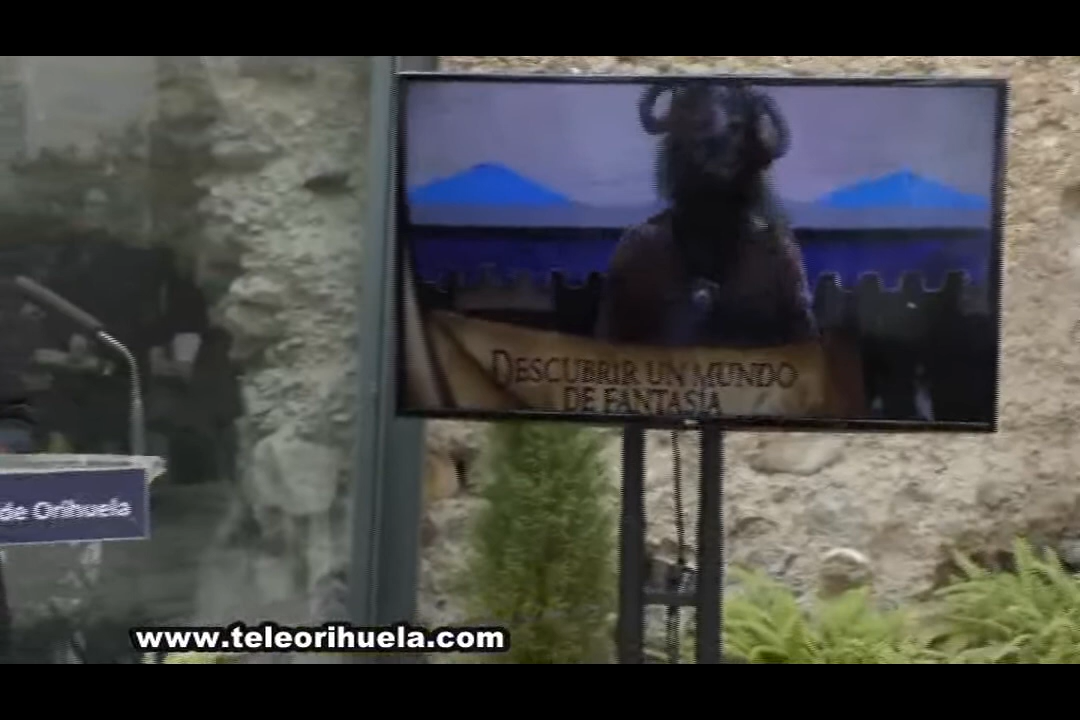 DESCUBRIR UN MUNDO
DE FANTASÍA
de Orihuela
www.teleorihuela.com